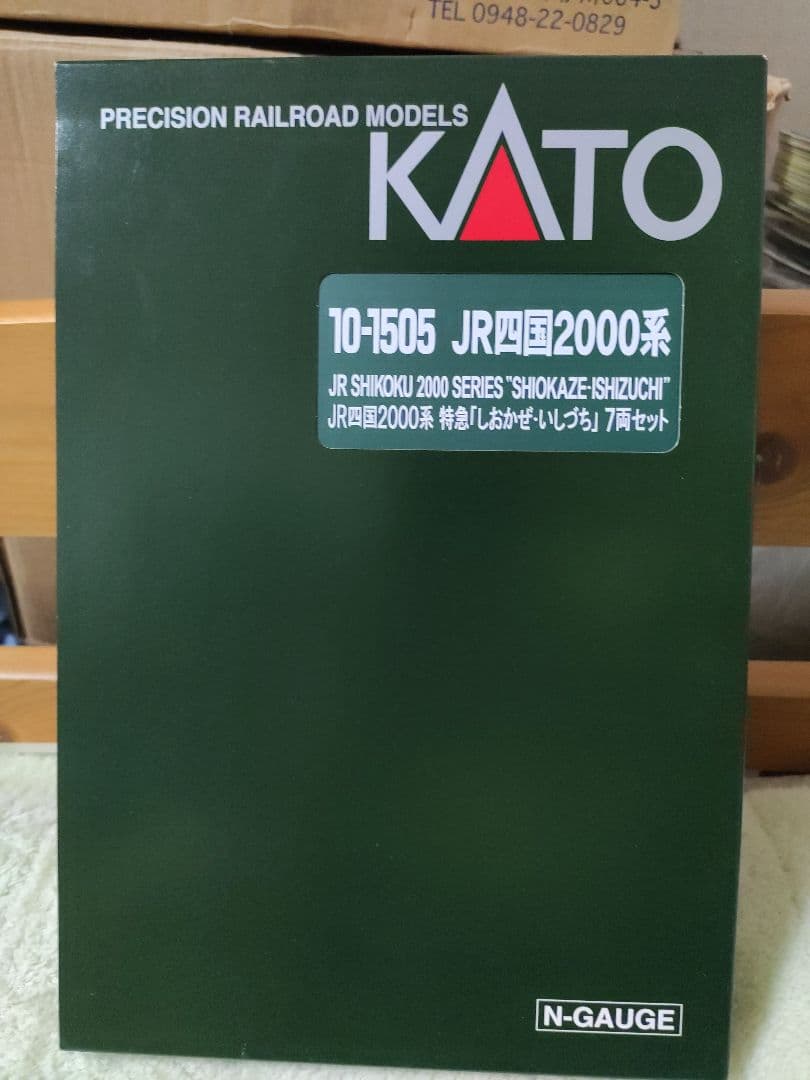 TEL 0948-22-0829
PRECISION RAILROAD MODELS
KATO
10-1505 JR四国2000系
JR SHIKOKU 2000 SERIES "SHIOKAZE-ISHIZUCHI"
JR四国2000系 特急「しおかぜ・いしづち」 7両セット
N-GAUGE